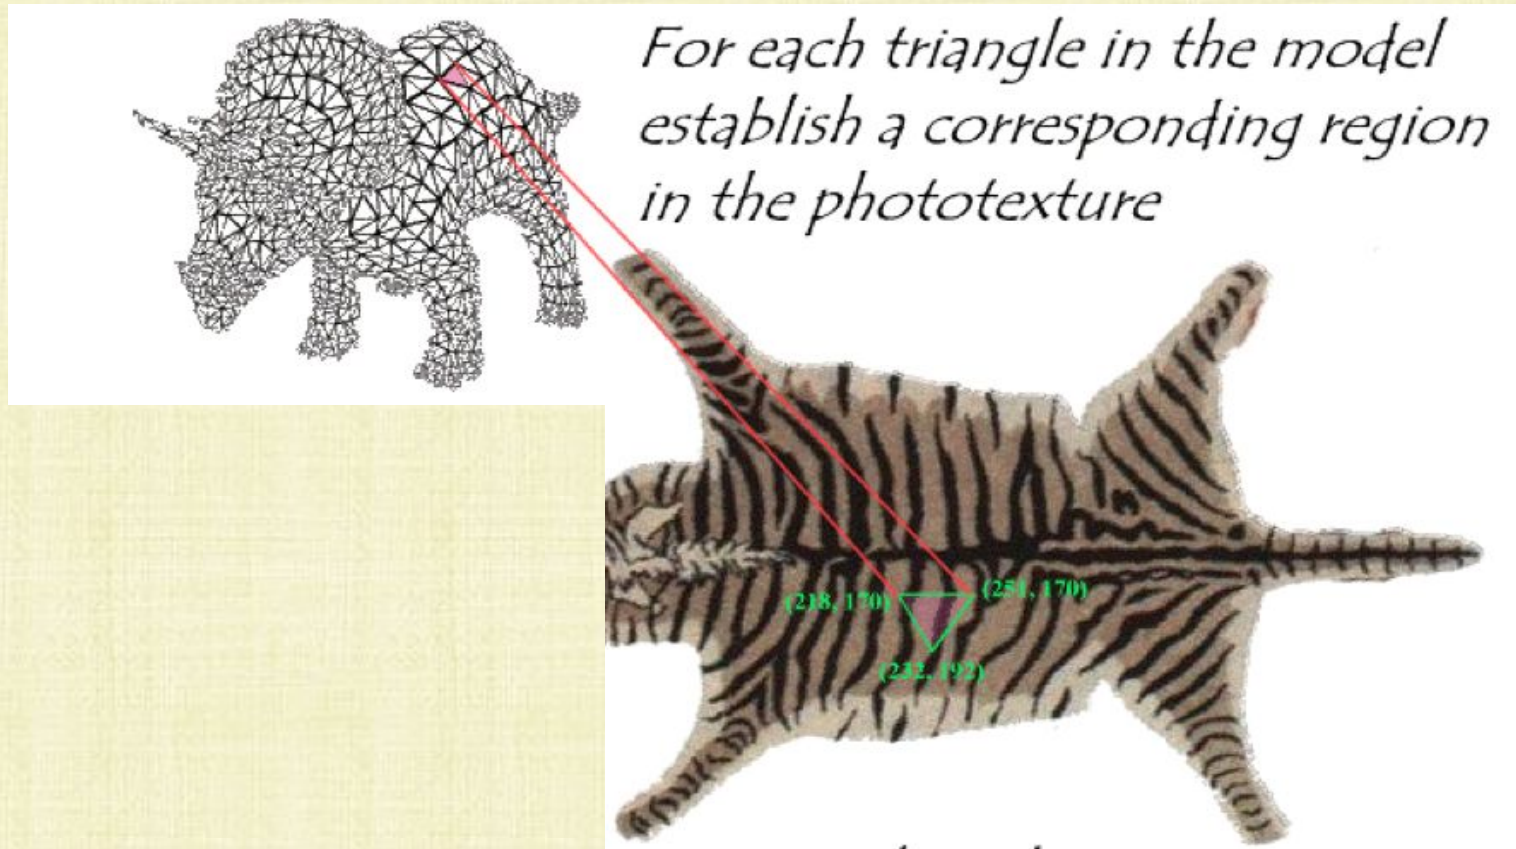 For each triangle in the model
establish a corresponding region
in the phototexture
(218, 170)
(251, 170)
(232, 192)